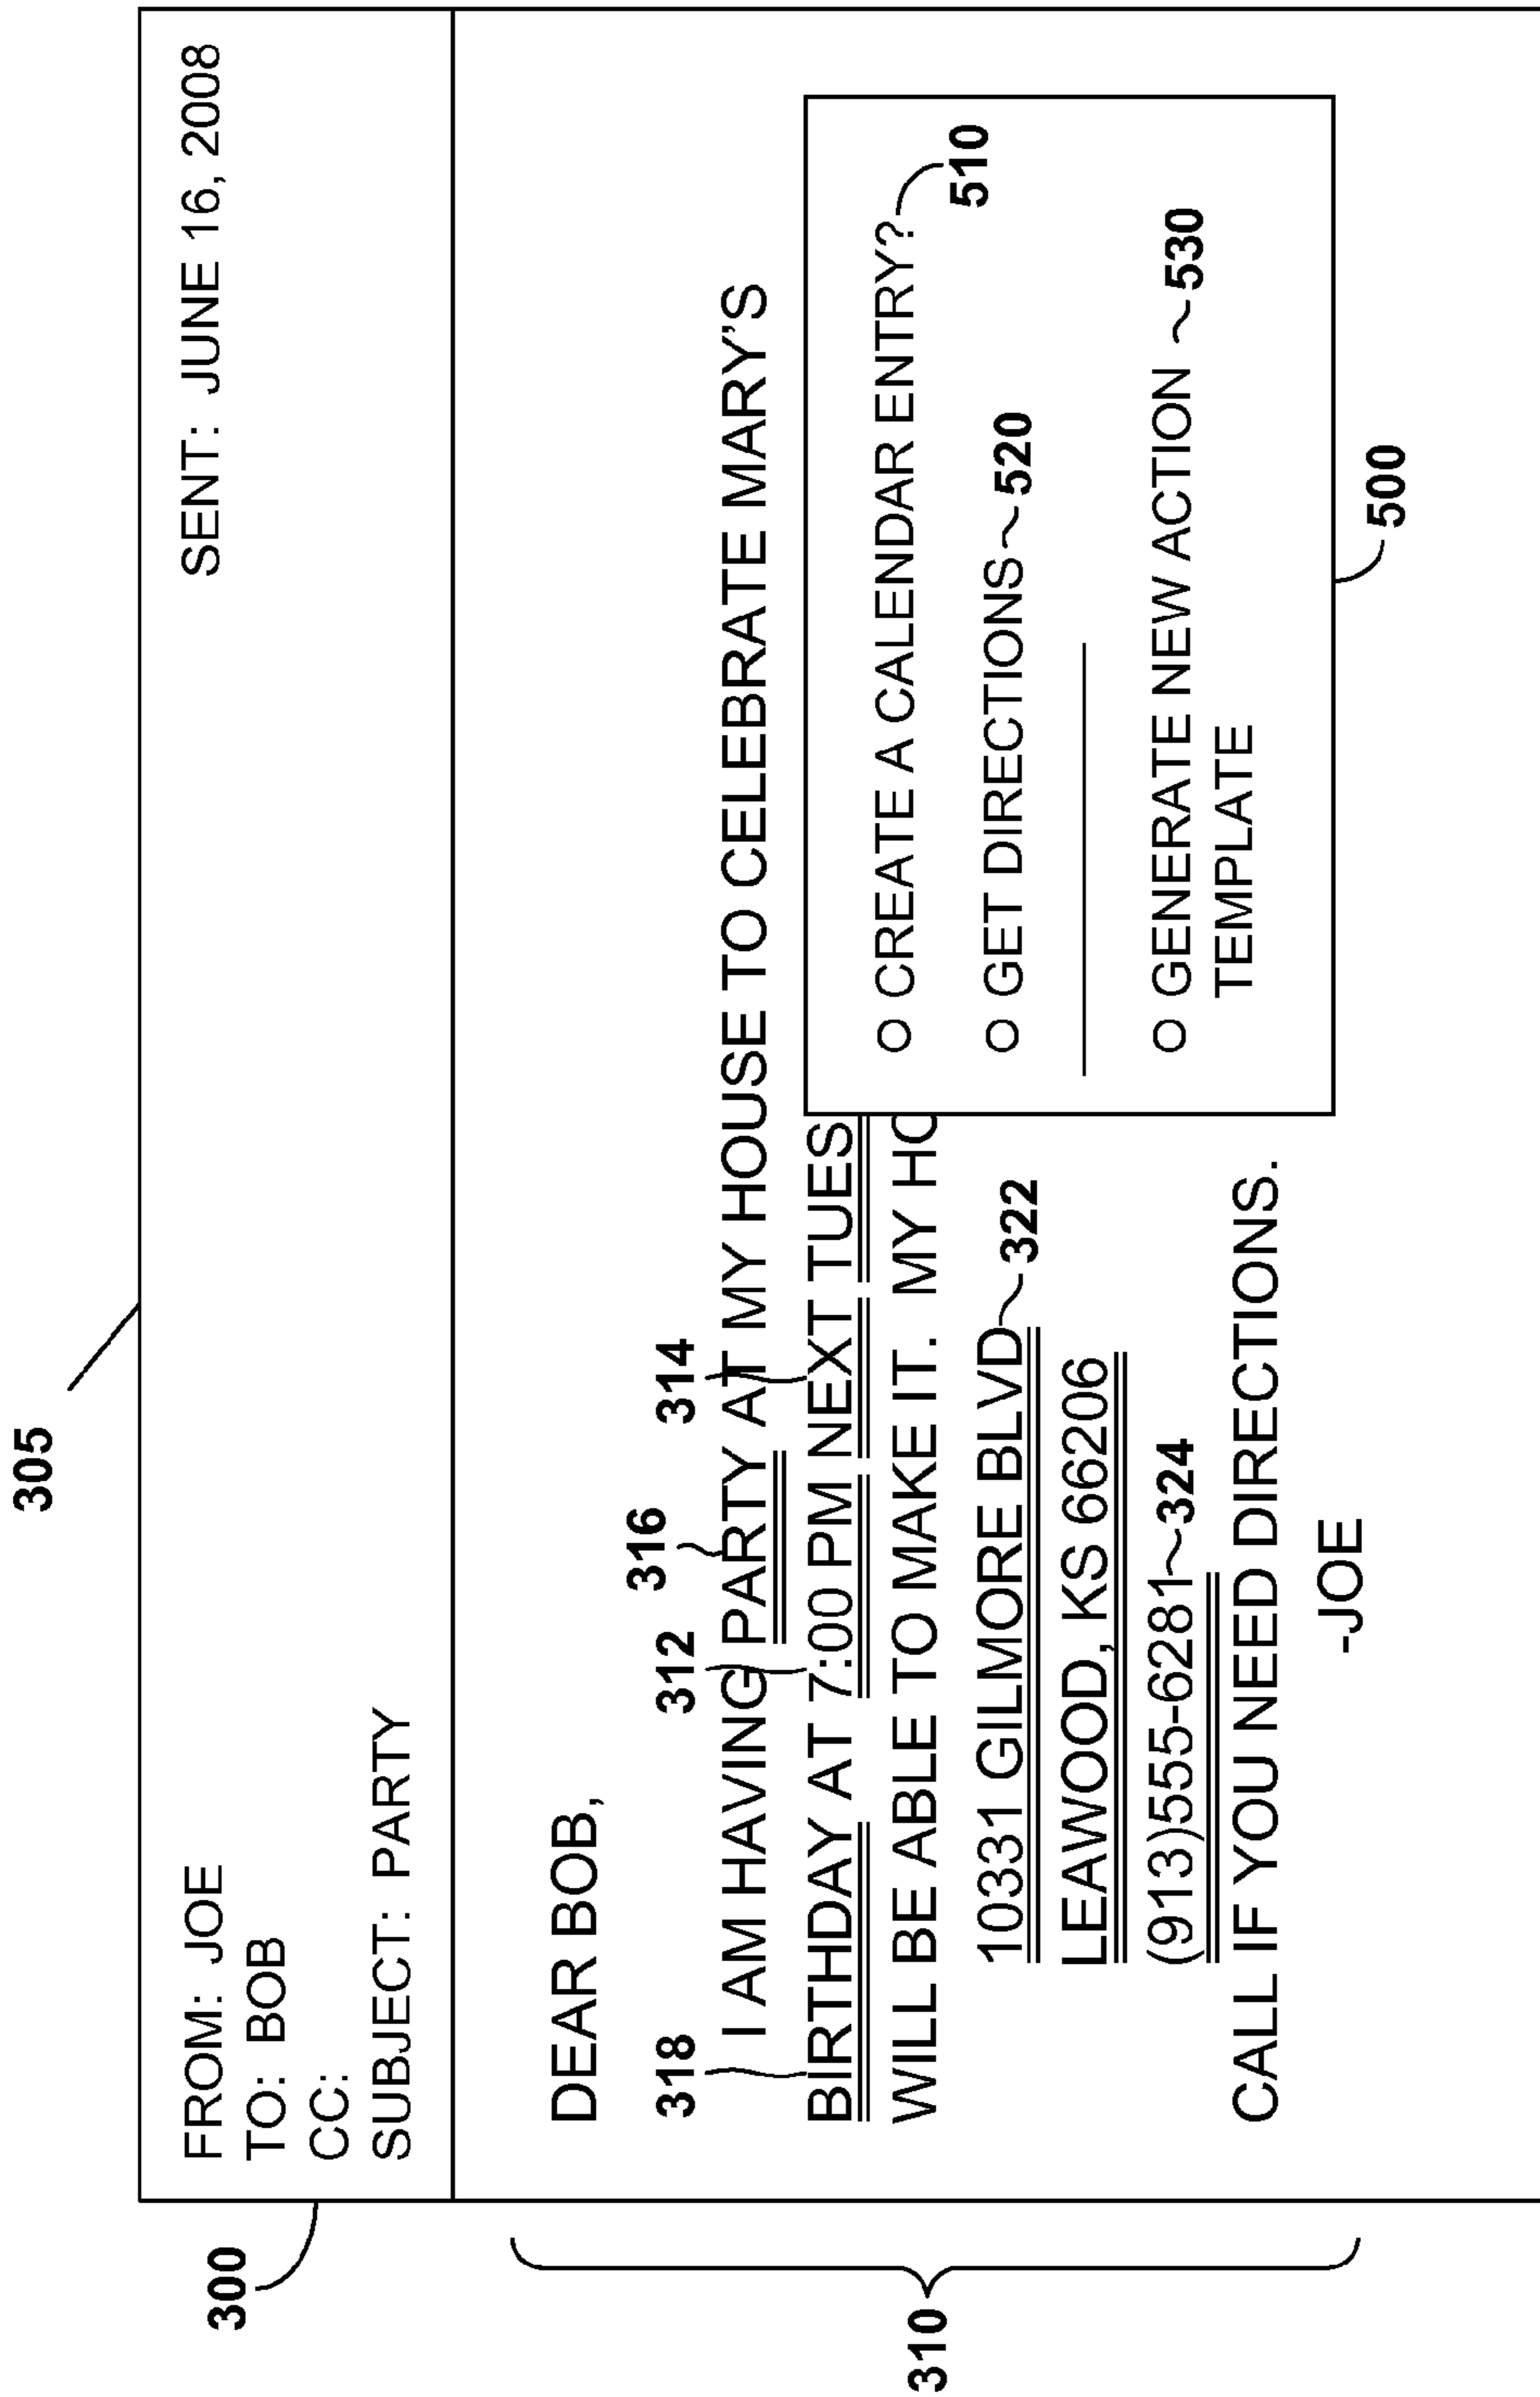 305
300
FROM: JOE
SENT: JUNE 16, 2008
TO: BOB
CC:
SUBJECT: PARTY
310
DEAR BOB,
318
312
316
314
I AM HAVING PARTY AT MY HOUSE TO CELEBRATE MARY'S
BIRTHDAY AT 7:00 PM NEXT TUES
WILL BE ABLE TO MAKE IT. MY HO
10331 GILMORE BLVD 322
LEAWOOD, KS 66206
(913)555-6281 324
CALL IF YOU NEED DIRECTIONS.
-JOE
CREATE A CALENDAR ENTRY?
510
GET DIRECTIONS 520
GENERATE NEW ACTION 530
TEMPLATE
500